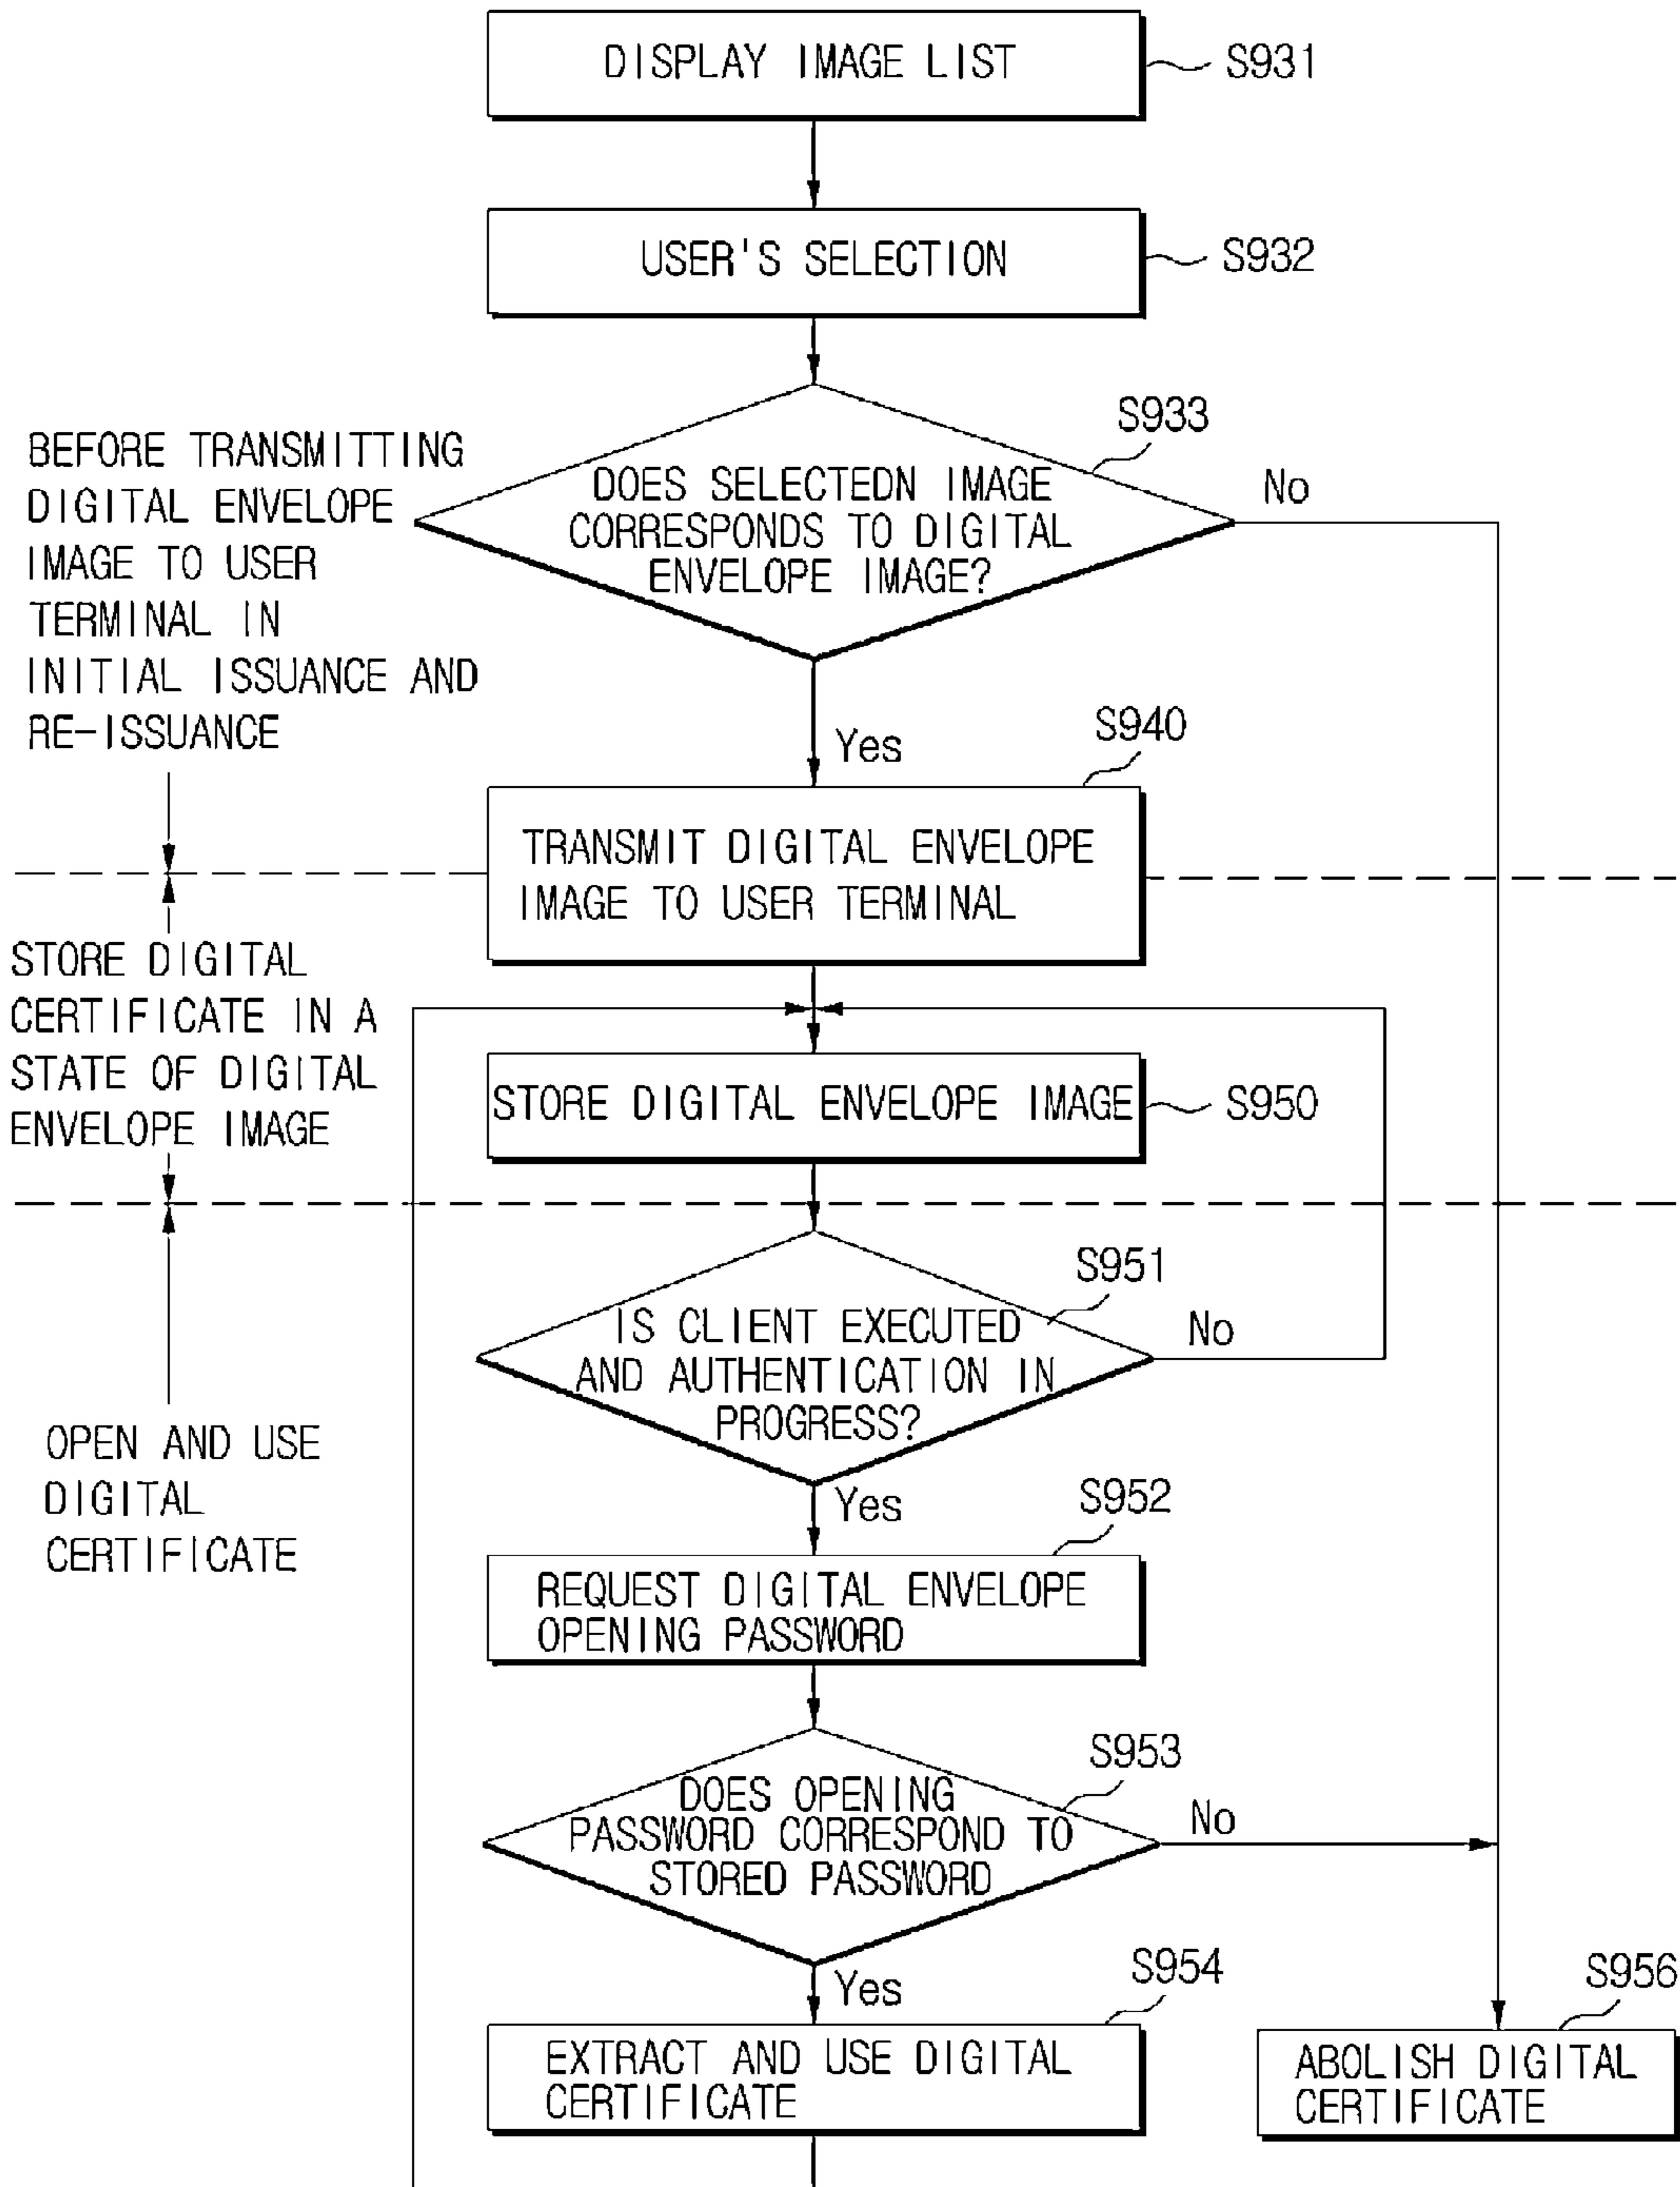 DISPLAY IMAGE LIST
S931
USER'S SELECTION
S932
BEFORE TRANSMITTING
DIGITAL ENVELOPE
IMAGE TO USER
TERMINAL IN
INITIAL ISSUANCE AND
RE-ISSUANCE
S933
DOES SELECTEDN IMAGE
CORRESPONDS TO DIGITAL
ENVELOPE IMAGE?
No
Yes
S940
TRANSMIT DIGITAL ENVELOPE
IMAGE TO USER TERMINAL
STORE DIGITAL
CERTIFICATE IN A
STATE OF DIGITAL
ENVELOPE IMAGE
STORE DIGITAL ENVELOPE IMAGE
S950
S951
IS CLIENT EXECUTED
AND AUTHENTICATION IN
PROGRESS?
No
Yes
OPEN AND USE
DIGITAL
CERTIFICATE
S952
REQUEST DIGITAL ENVELOPE
OPENING PASSWORD
S953
DOES OPENING
PASSWORD CORRESPOND TO
STORED PASSWORD
No
Yes
S954
EXTRACT AND USE DIGITAL
CERTIFICATE
S956
ABOLISH DIGITAL
CERTIFICATE